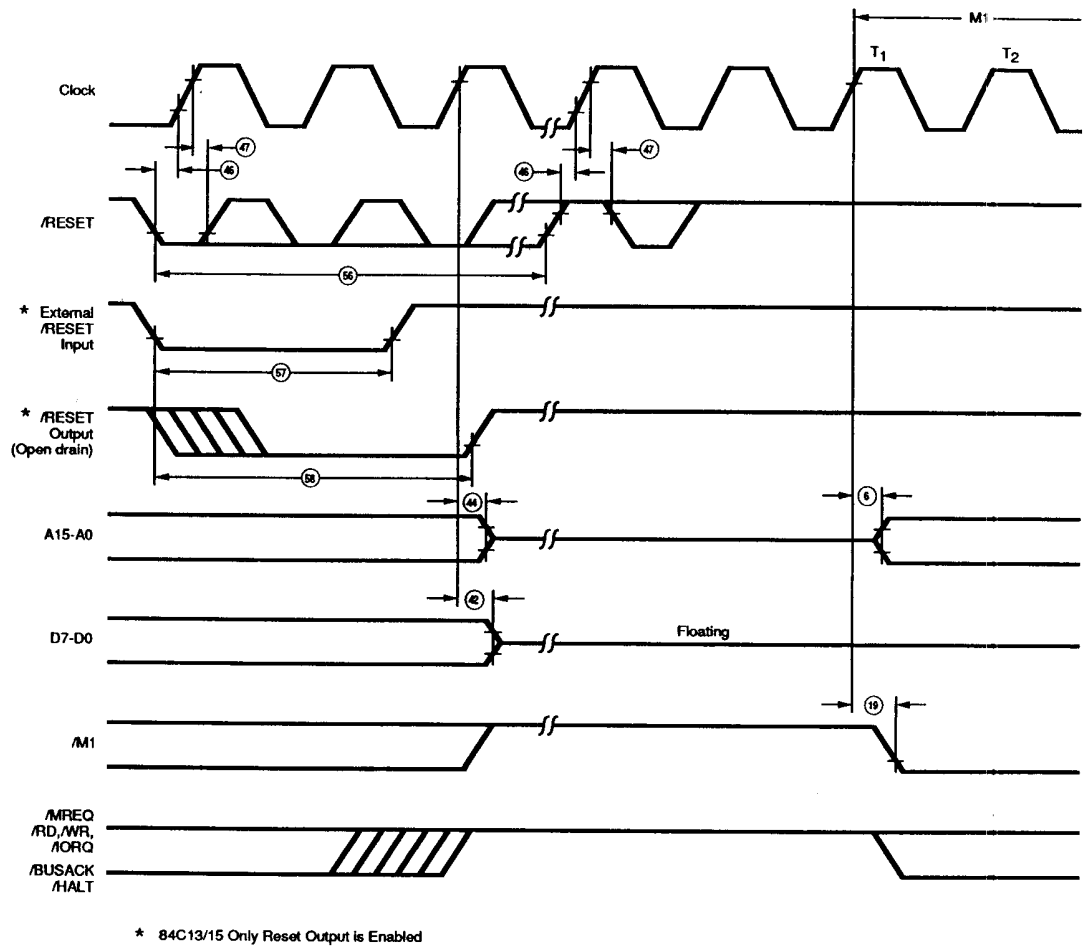 M1
T1
T2
Clock
47
46
47
46
/RESET
56
* External
/RESET
Input
57
* /RESET
Output
(Open drain)
58
44
6
A15-A0
42
D7-D0
Floating
19
/M1
/MREQ
/RD,/WR,
/IORQ
/BUSACK
/HALT
* 84C13/15 Only Reset Output is Enabled